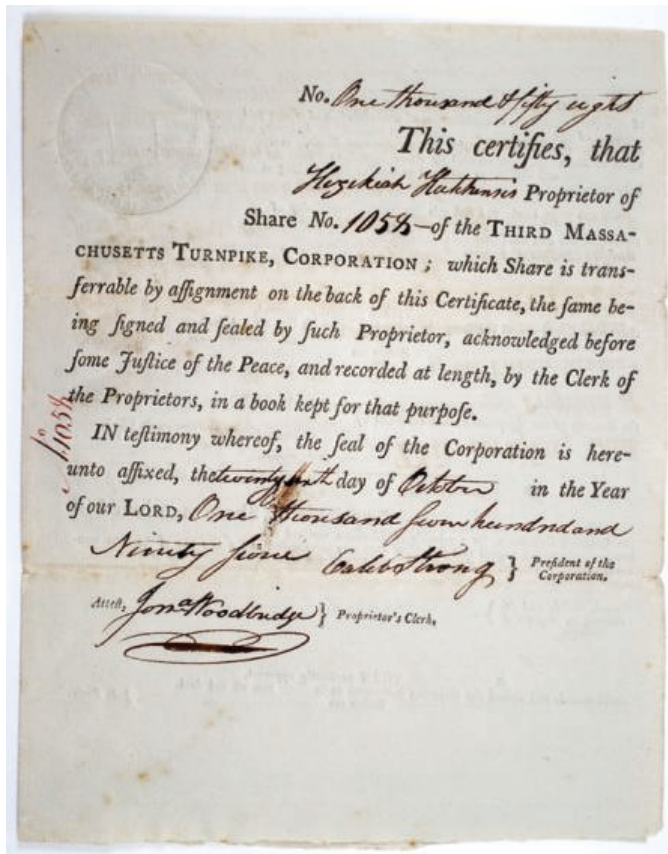 No. One thousand & fifty eight
This certifies, that
Hezekiah Hutchins Proprietor of
Share No. 1058 of the THIRD MASSA-
CHUSETTS TURNPIKE, CORPORATION; which Share is trans-
ferrable by aſſignment on the back of this Certificate, the ſame be-
ing ſigned and ſealed by ſuch Proprietor, acknowledged before
ſome Juſtice of the Peace, and recorded at length, by the Clerk of
the Proprietors, in a book kept for that purpoſe.
IN teſtimony whereof, the ſeal of the Corporation is here-
unto affixed, the day of October in the Year
of our LORD, One thousand seven hundred and
Ninety seven Caleb Strong } Preſident of the
Corporation.
Atteſt, Jona Woodbridge } Proprietor's Clerk.
No 1058